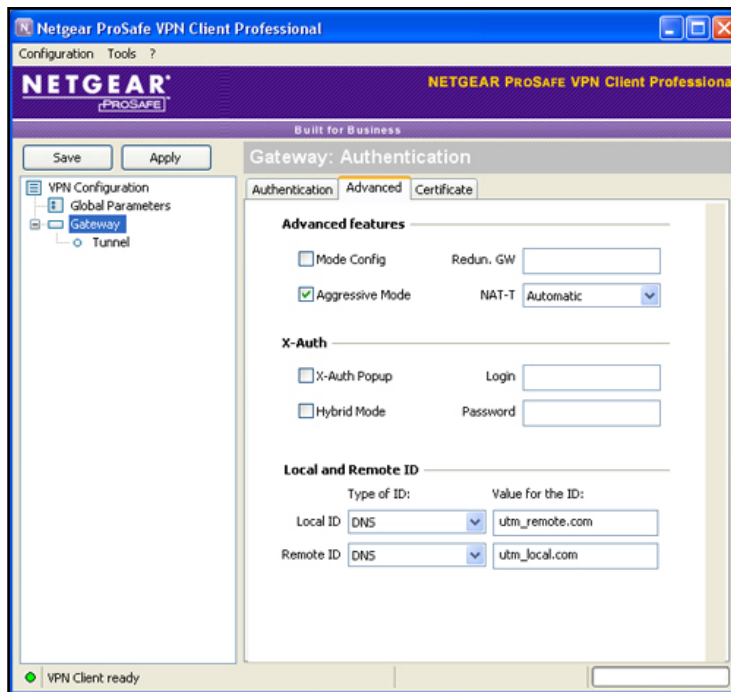 Netgear ProSafe VPN Client Professional
Configuration Tools ?
NETGEAR®
PROSAFE
NETGEAR PROSAFE VPN Client Professiona
Built for Business
Save Apply
Gateway: Authentication
VPN Configuration
Global Parameters
Gateway
Tunnel
Authentication Advanced Certificate
Advanced features
Mode Config Redun. GW
Aggressive Mode NAT-T Automatic
X-Auth
X-Auth Popup Login
Hybrid Mode Password
Local and Remote ID
Type of ID: Value for the ID:
Local ID DNS utm_remote.com
Remote ID DNS utm_local.com
VPN Client ready